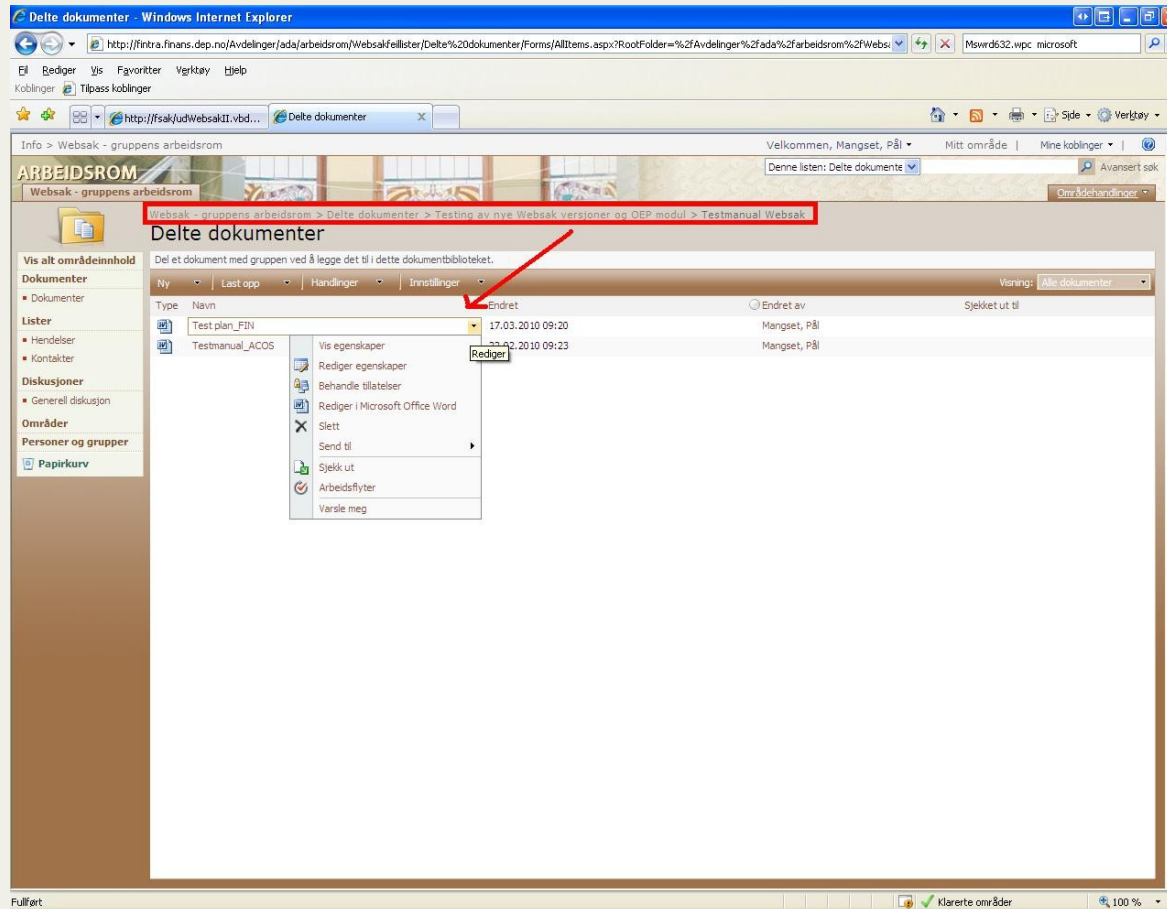 Delte dokumenter - Windows Internet Explorer
http://fintra.finans.dep.no/Avdelinger/ada/arbeidsrom/Websakfeillister/Delte%20dokumenter/Forms/AllItems.aspx?RootFolder=%2fAvdelinger%2fada%2farbeidsrom%2fWebs Mswrd632.wpc microsoft
Fil Rediger Vis Favoritter Verktøy Hjelp
Koblinger Tilpass koblinger
http://fsak/udWebsakII.vbd... Delte dokumenter X Side Verktøy
Info > Websak - gruppens arbeidsrom Velkommen, Mangset, Pål Mitt område | Mine koblinger |
ARBEIDSROM Denne listen: Delte dokumente Avansert søk
Websak - gruppens arbeidsrom Områdehandlinger
Websak - gruppens arbeidsrom > Delte dokumenter > Testing av nye Websak versjoner og OEP modul > Testmanual Websak
Delte dokumenter
Vis alt områdeinnhold Del et dokument med gruppen ved å legge det til i dette dokumentbiblioteket.
Dokumenter Ny Last opp Handlinger Innstillinger Visning: Alle dokumenter
Dokumenter
Type Navn Endret Endret av Sjekket ut til
Lister
Test plan_FIN 17.03.2010 09:20 Mangset, Pål
Hendelser
Testmanual_ACOS 02.2010 09:23 Mangset, Pål
Kontakter
Vis egenskaper Rediger
Diskusjoner
Rediger egenskaper
Behandle tillatelser
Generell diskusjon
Rediger i Microsoft Office Word
Områder
Slett
Personer og grupper
Send til
Papirkurv
Sjekk ut
Arbeidsflyter
Varsle meg
Fullført Klarerte områder 100 %